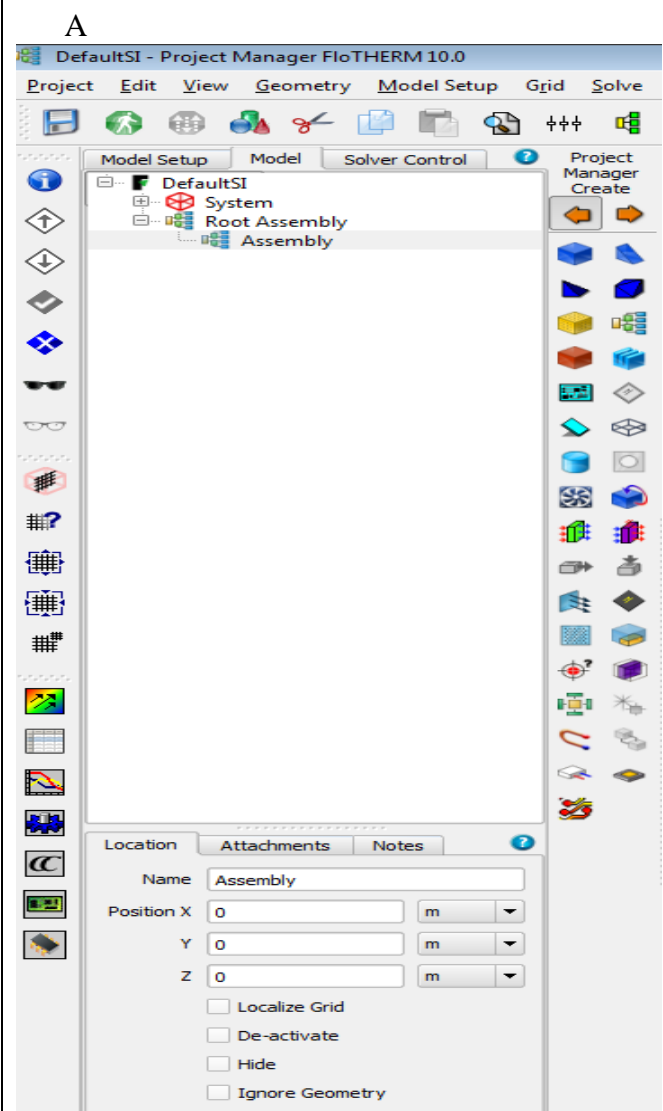 A
DefaultSI - Project Manager FloTHERM 10.0
Project Edit View Geometry Model Setup Grid Solve
Model Setup Model Solver Control
Project
Manager
Create
DefaultSI
System
Root Assembly
Assembly
Location Attachments Notes
Name Assembly
Position X 0 m
Y 0 m
Z 0 m
Localize Grid
De-activate
Hide
Ignore Geometry